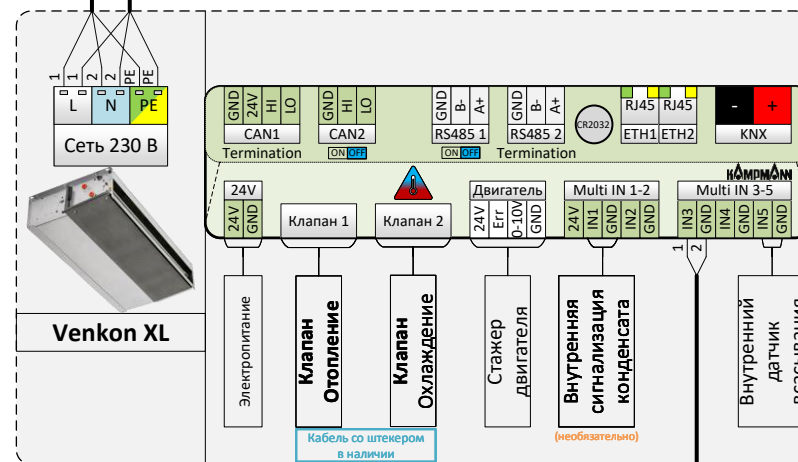 1
1
2
2
PE
PE
L
N
PE
Сеть 230 В
Venkon XL
GND
24V
HI
LO
CAN1
Termination
GND
HI
LO
CAN2
ON OFF
GND
B-
A+
RS485 1
ON OFF
GND
B-
A+
RS485 2
Termination
CR2032
RJ45
RJ45
ETH1
ETH2
-
+
KNX
KAMPMANN
24V
24V
GND
Клапан 1
Клапан 2
Двигатель
24V
Err
0-10V
GND
Multi IN 1-2
24V
IN1
GND
IN2
GND
Multi IN 3-5
IN3
GND
IN4
GND
IN5
GND
1
2
Электропитание
Клапан
Отопление
Клапан
Охлаждение
Кабель со штекером
в наличии
Стажер
двигателя
Внутренняя
сигнализация
конденсата
(необязательно)
Внутренний
датчик